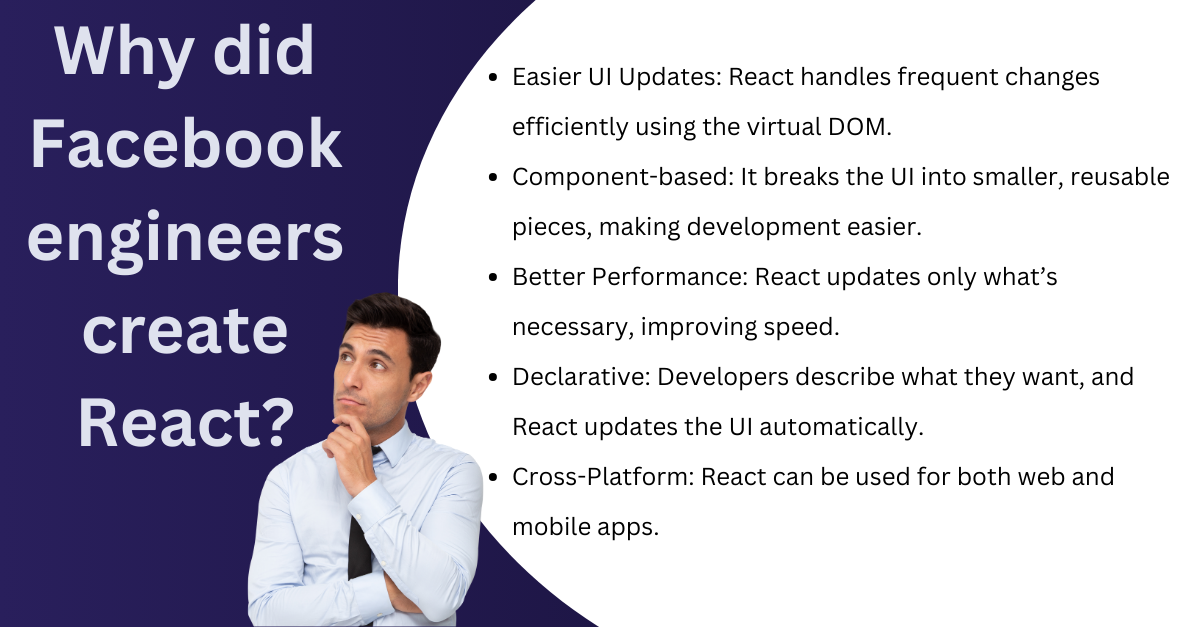 Why did
Facebook
engineers
create
React?
• Easier UI Updates: React handles frequent changes
efficiently using the virtual DOM.
• Component-based: It breaks the UI into smaller, reusable
pieces, making development easier.
• Better Performance: React updates only what’s
necessary, improving speed.
• Declarative: Developers describe what they want, and
React updates the UI automatically.
• Cross-Platform: React can be used for both web and
mobile apps.